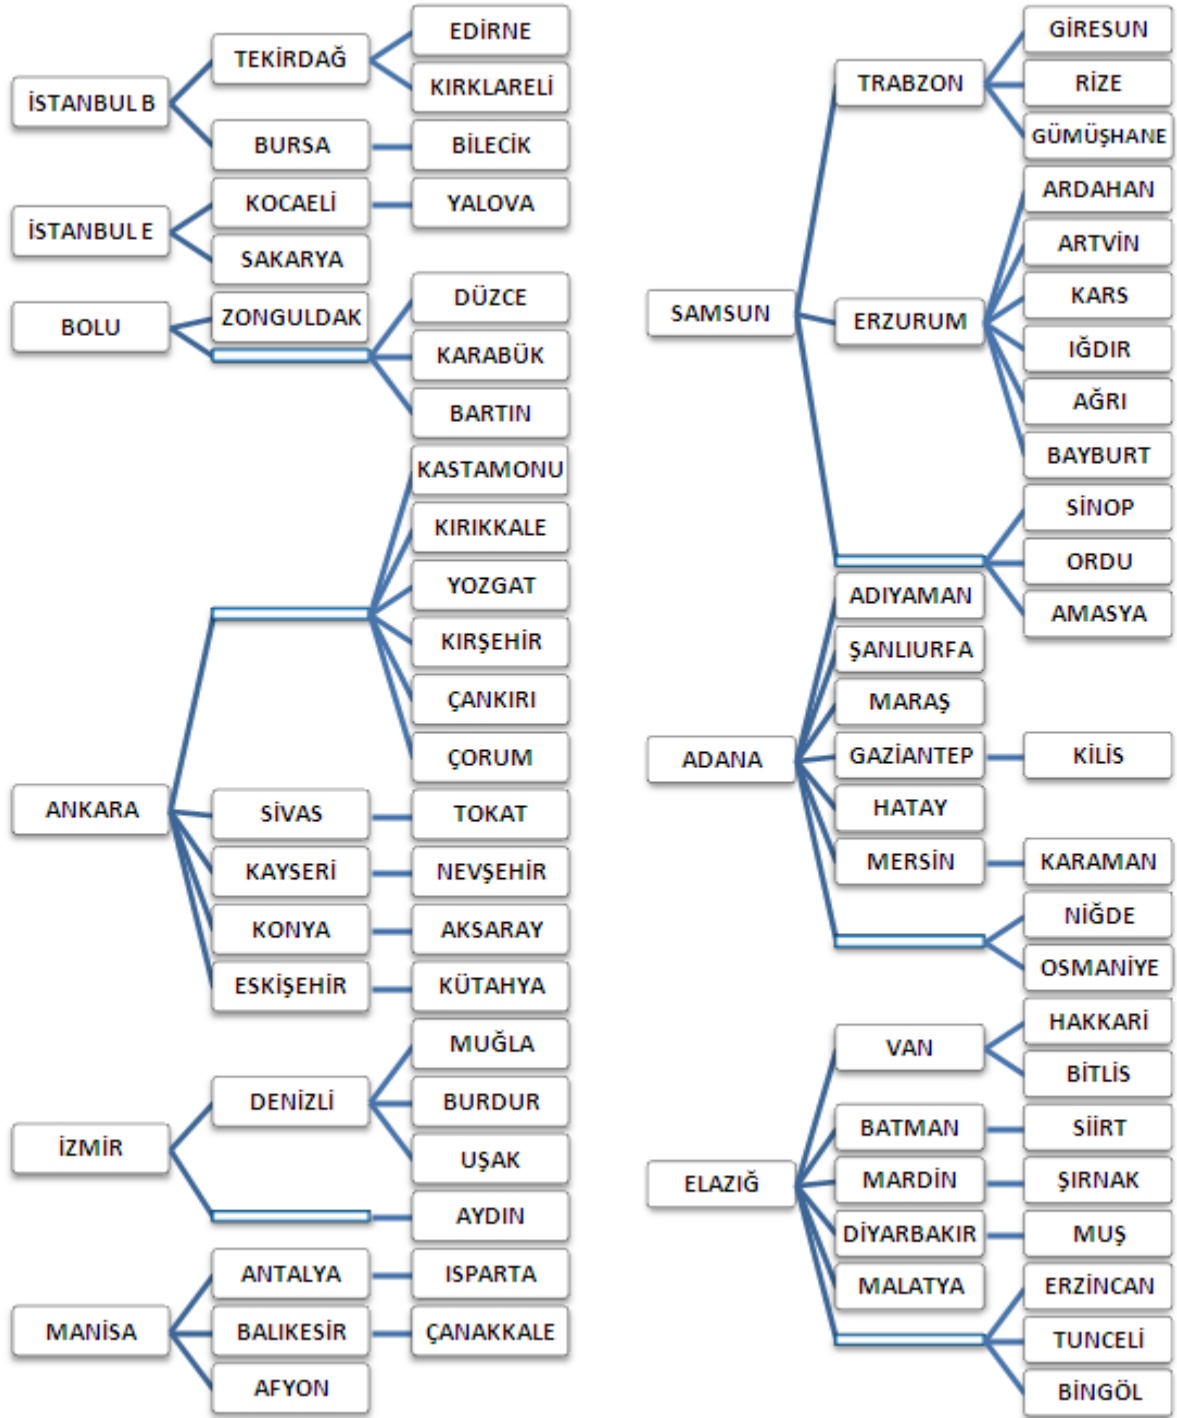 İSTANBUL B
TEKİRDAĞ
EDİRNE
KIRKLARELİ
BURSA
BİLECİK
İSTANBUL E
KOCAELİ
YALOVA
SAKARYA
BOLU
ZONGULDAK
DÜZCE
KARABÜK
BARTIN
ANKARA
KASTAMONU
KIRIKKALE
YOZGAT
KIRŞEHİR
ÇANKIRI
ÇORUM
SİVAS
TOKAT
KAYSERİ
NEVŞEHİR
KONYA
AKSARAY
ESKİŞEHİR
KÜTAHYA
İZMİR
DENİZLİ
MUĞLA
BURDUR
UŞAK
AYDIN
MANİSA
ANTALYA
ISPARTA
BALIKESİR
ÇANAKKALE
AFYON
SAMSUN
TRABZON
GİRESUN
RİZE
GÜMÜŞHANE
ERZURUM
ARDAHAN
ARTVİN
KARS
IĞDIR
AĞRI
BAYBURT
SİNOP
ORDU
AMASYA
ADANA
ADIYAMAN
ŞANLIURFA
MARAŞ
GAZİANTEP
KİLİS
HATAY
MERSİN
KARAMAN
NİĞDE
OSMANİYE
ELAZIĞ
VAN
HAKKARİ
BİTLİS
BATMAN
SİİRT
MARDİN
ŞIRNAK
DİYARBAKIR
MUŞ
MALATYA
ERZİNCAN
TUNCELİ
BİNGÖL